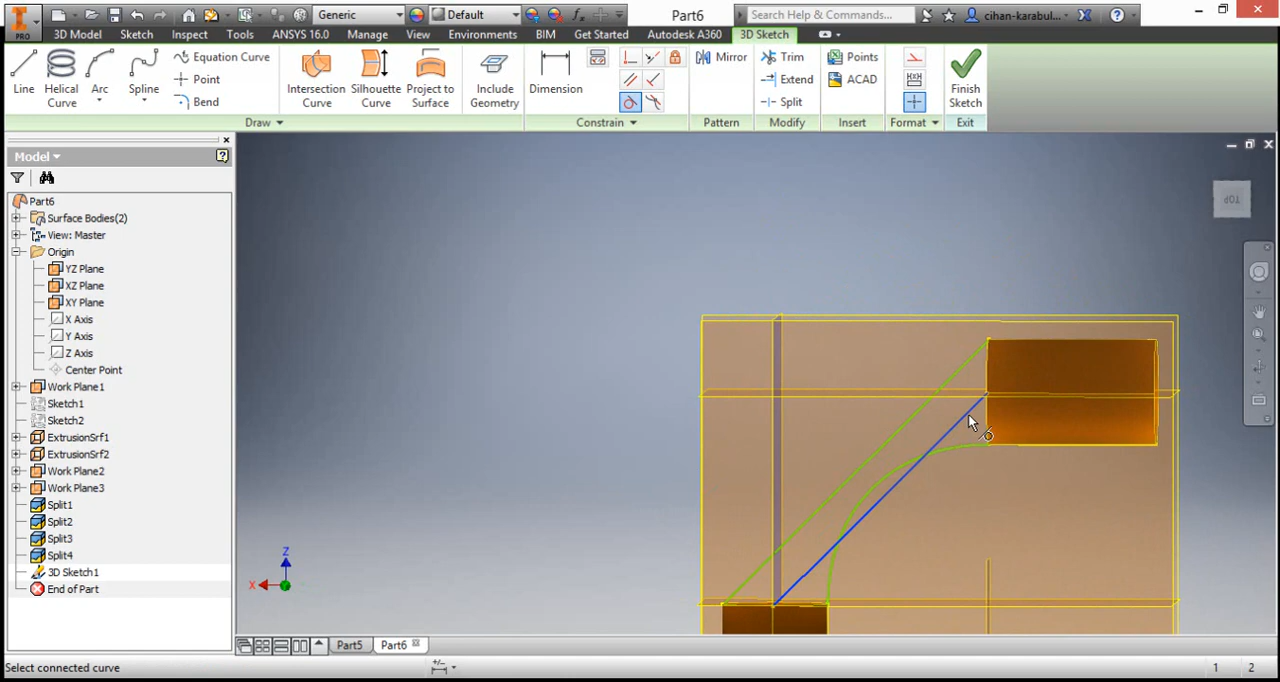 Generic
Default
fx
Part6
Search Help & Commands...
cihan-karabul...
PRO
3D Model
Sketch
Inspect
Tools
ANSYS 16.0
Manage
View
Environments
BIM
Get Started
Autodesk A360
3D Sketch
Line
Helical Curve
Arc
Spline
Equation Curve
Point
Bend
Intersection Curve
Silhouette Curve
Project to Surface
Include Geometry
Dimension
Mirror
Trim
Extend
Split
Points
ACAD
Finish Sketch
Draw
Constrain
Pattern
Modify
Insert
Format
Exit
Model
Part6
Surface Bodies(2)
View: Master
Origin
YZ Plane
XZ Plane
XY Plane
X Axis
Y Axis
Z Axis
Center Point
Work Plane1
Sketch1
Sketch2
ExtrusionSrf1
ExtrusionSrf2
Work Plane2
Work Plane3
Split1
Split2
Split3
Split4
3D Sketch1
End of Part
TOP
Z
X
Part5
Part6
Select connected curve
1
2